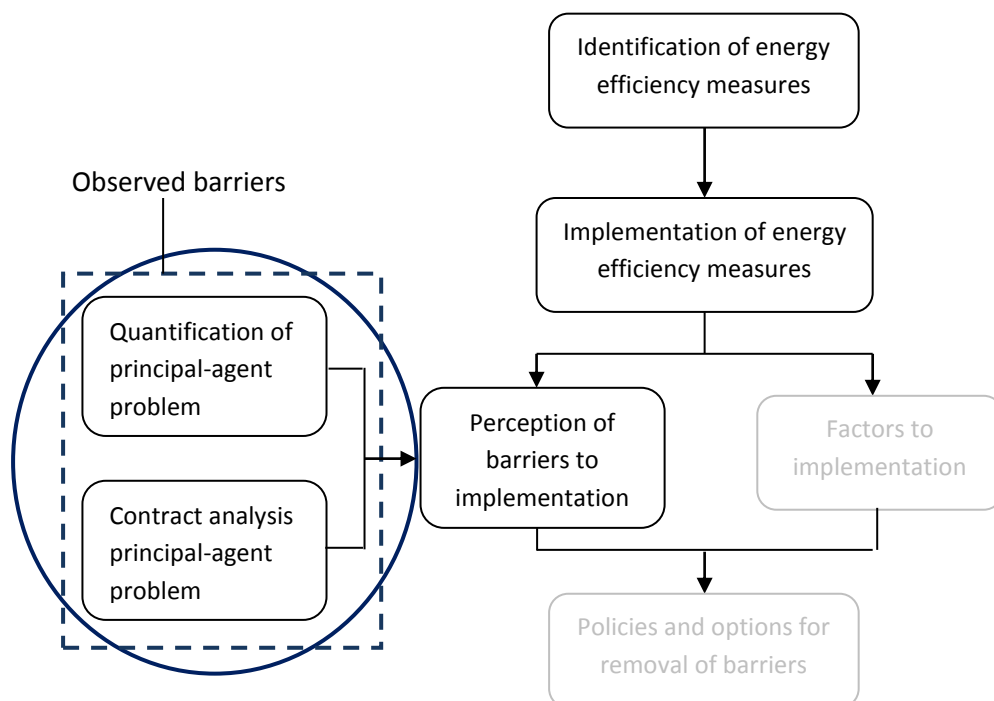 Identification of energy
efficiency measures
Observed barriers
Implementation of energy
efficiency measures
Quantification of
principal-agent
problem
Perception of
barriers to
implementation
Factors to
implementation
Contract analysis
principal-agent
problem
Policies and options for
removal of barriers